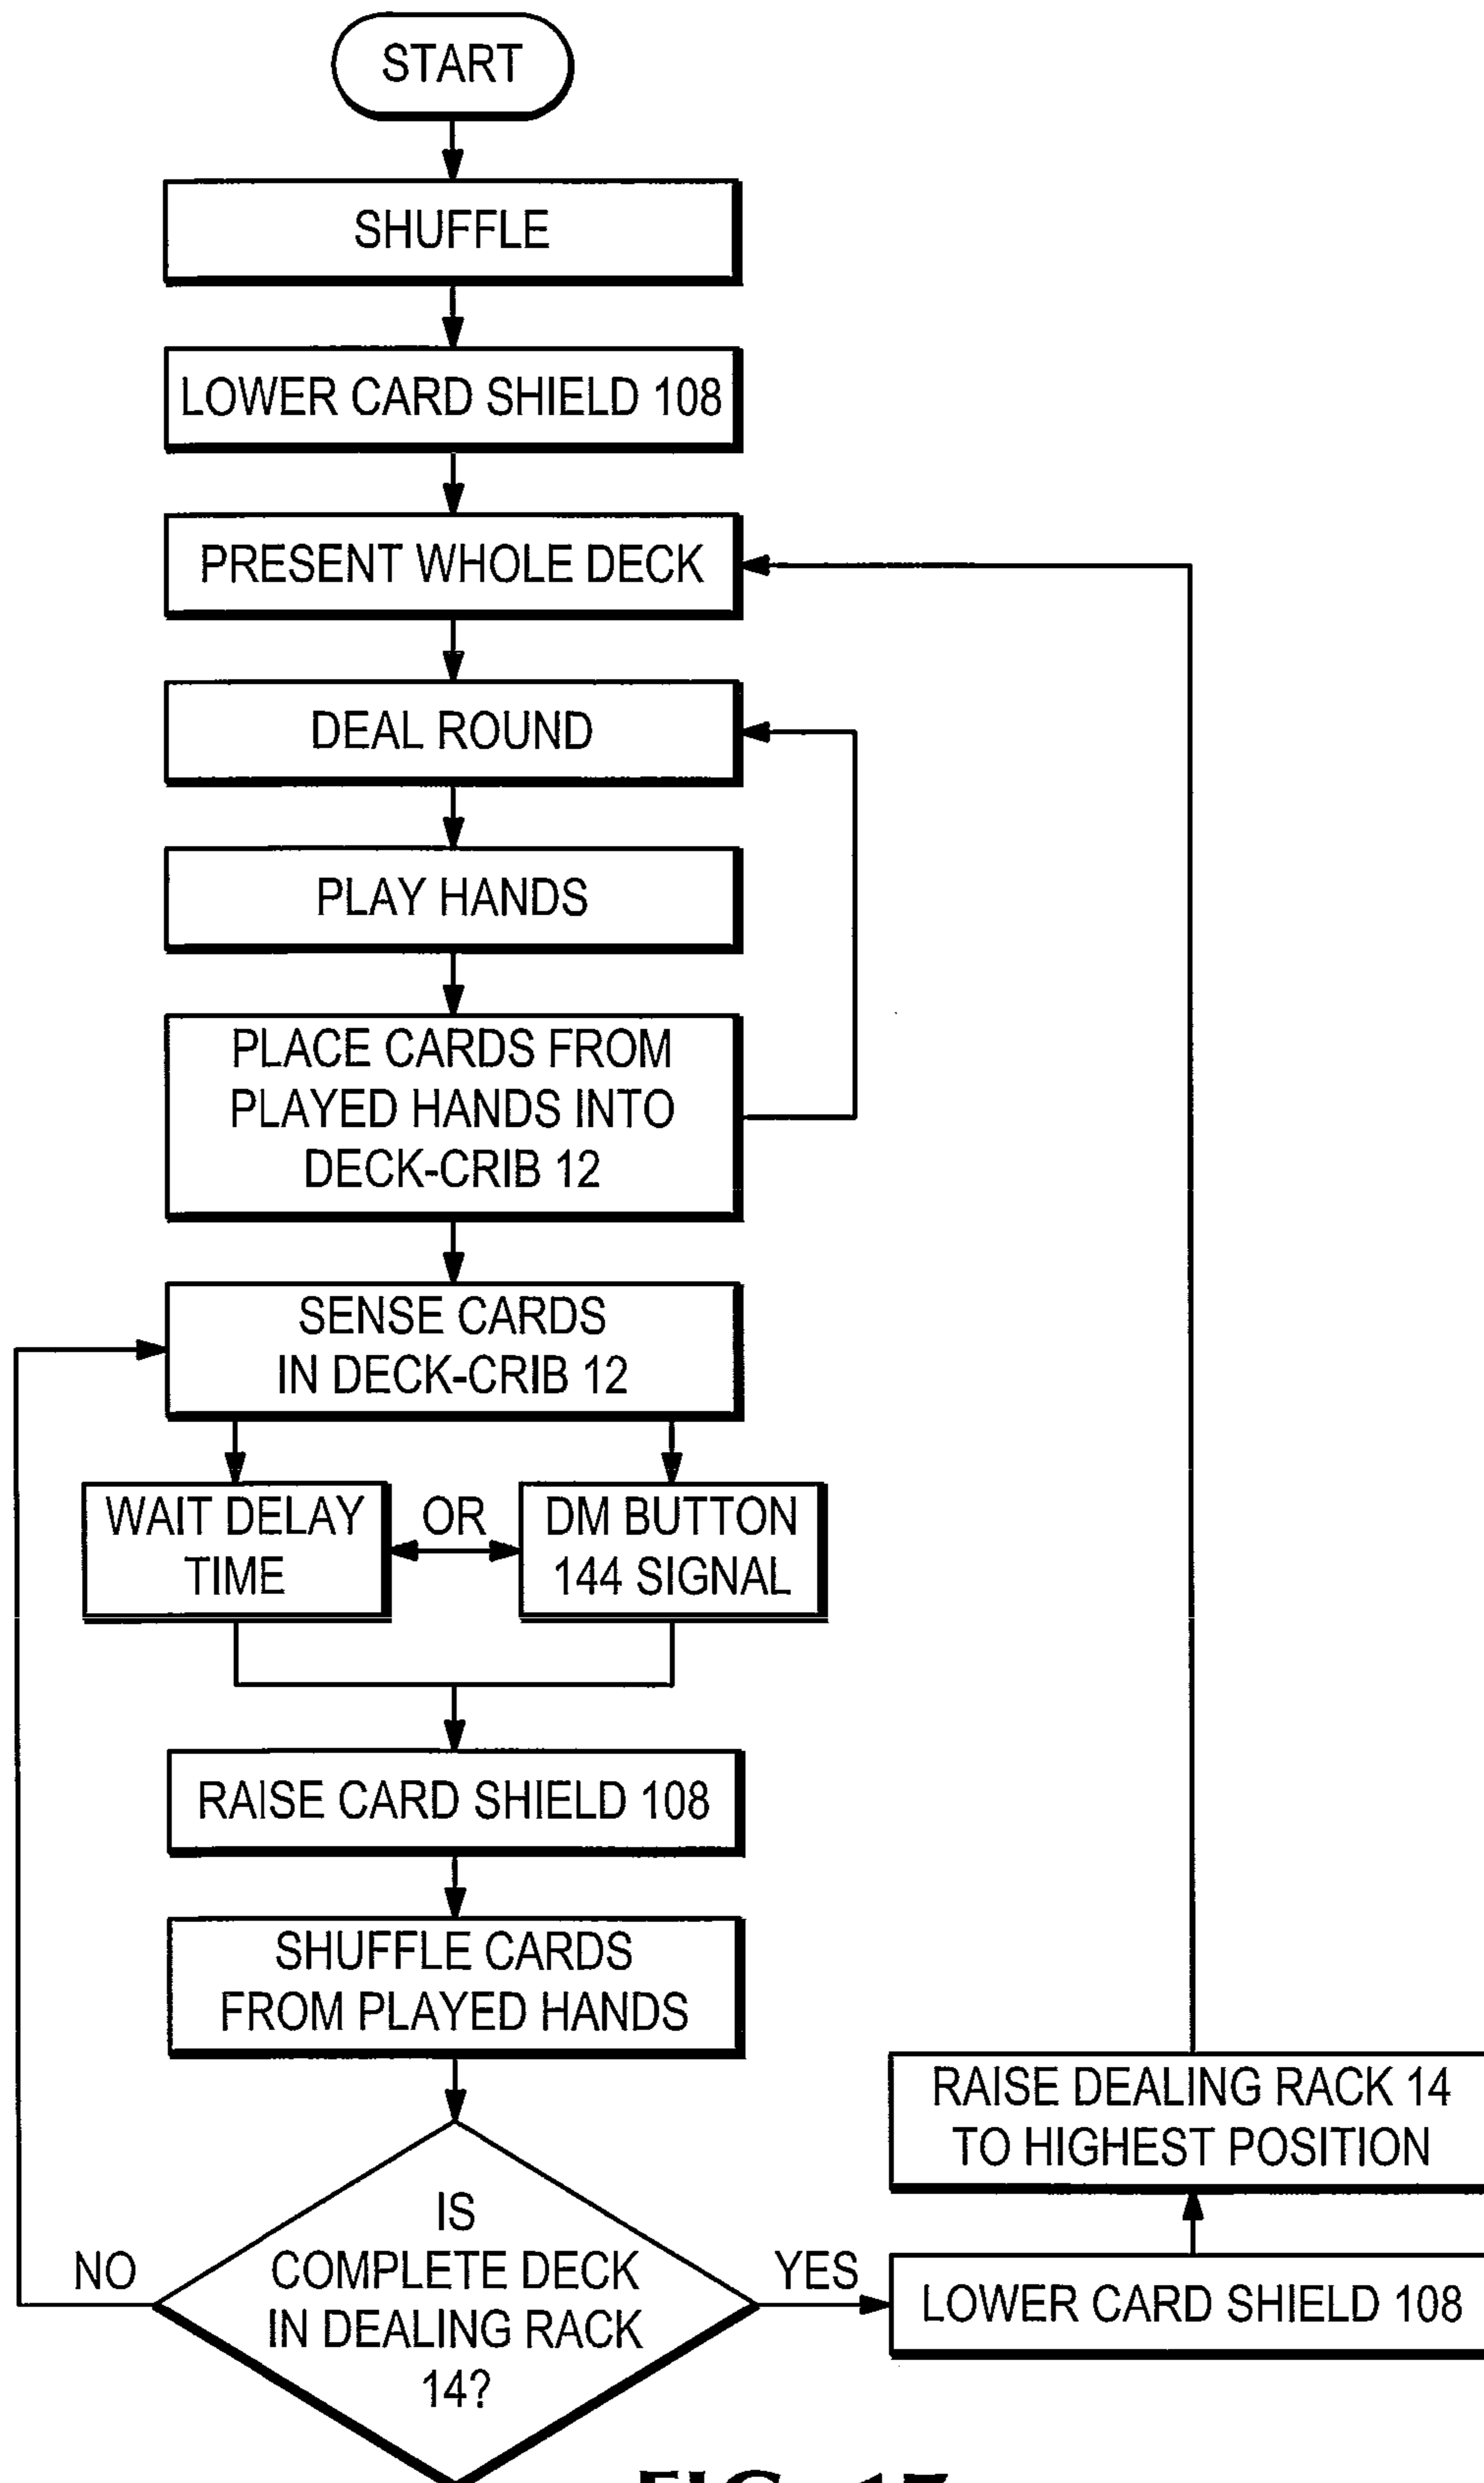 START
SHUFFLE
LOWER CARD SHIELD 108
PRESENT WHOLE DECK
DEAL ROUND
PLAY HANDS
PLACE CARDS FROM
PLAYED HANDS INTO
DECK-CRIB 12
SENSE CARDS
IN DECK-CRIB 12
WAIT DELAY
TIME
OR
DM BUTTON
144 SIGNAL
RAISE CARD SHIELD 108
SHUFFLE CARDS
FROM PLAYED HANDS
IS
COMPLETE DECK
IN DEALING RACK
14?
NO
YES
LOWER CARD SHIELD 108
RAISE DEALING RACK 14
TO HIGHEST POSITION